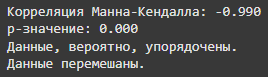 Корреляция Манна-Кендалла: -0.990
p-значение: 0.000
Данные, вероятно, упорядочены.
Данные перемешаны.